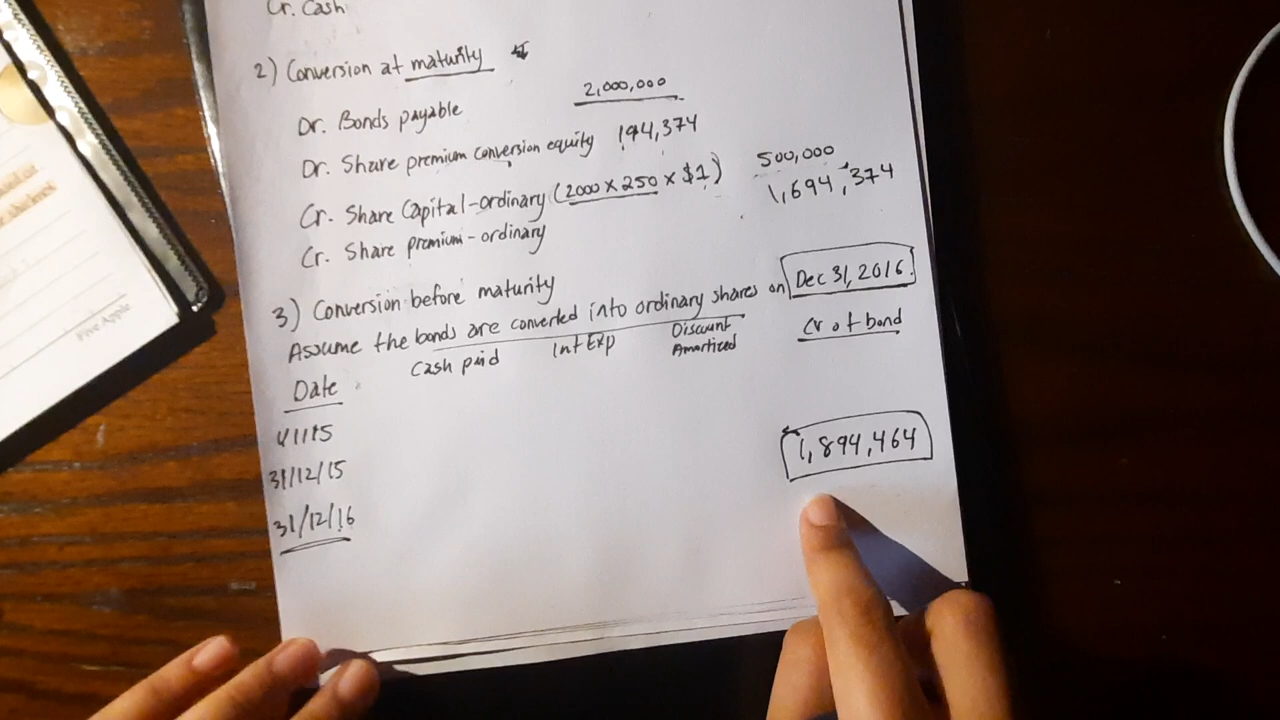 Cr. Cash
2) Conversion at maturity
Dr. Bonds payable 2,000,000
Dr. Share premium conversion equity 194,374
Cr. Share Capital-ordinary (2000 x 250 x $1) 500,000
Cr. Share premium - ordinary 1,694,374
3) Conversion before maturity
Assume the bonds are converted into ordinary shares on Dec 31, 2016.
Date Cash paid Int Exp Discount Amortized CV of bond
1/1/15
31/12/15 1,894,464
31/12/16
Five Apple